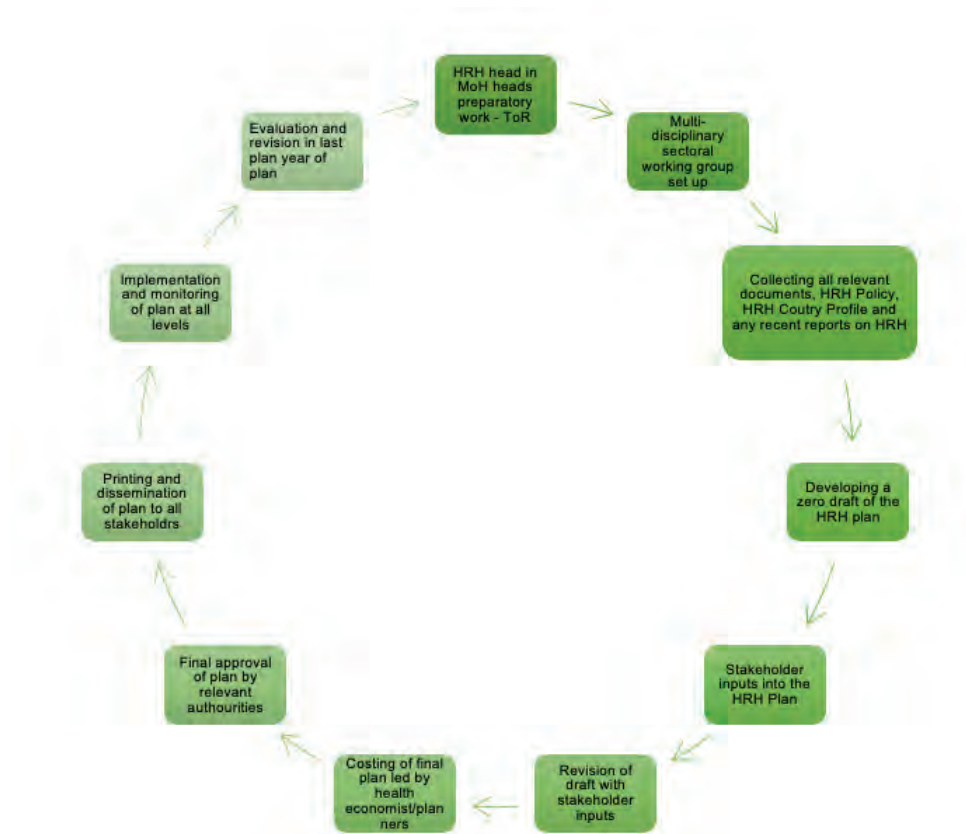 HRH head in
MoH heads
preparatory
work - ToR
Multi-
disciplinary
sectoral
working group
set up
Collecting all relevant
documents, HRH Policy,
HRH Coutry Profile and
any recent reports on HRH
Developing a
zero draft of the
HRH plan
Stakeholder
inputs into the
HRH Plan
Revision of
draft with
stakeholder
inputs
Costing of final
plan led by
health
economist/plan
ners
Final approval
of plan by
relevant
authourities
Printing and
dissemination
of plan to all
stakeholdrs
Implementation
and monitoring
of plan at all
levels
Evaluation and
revision in last
plan year of
plan